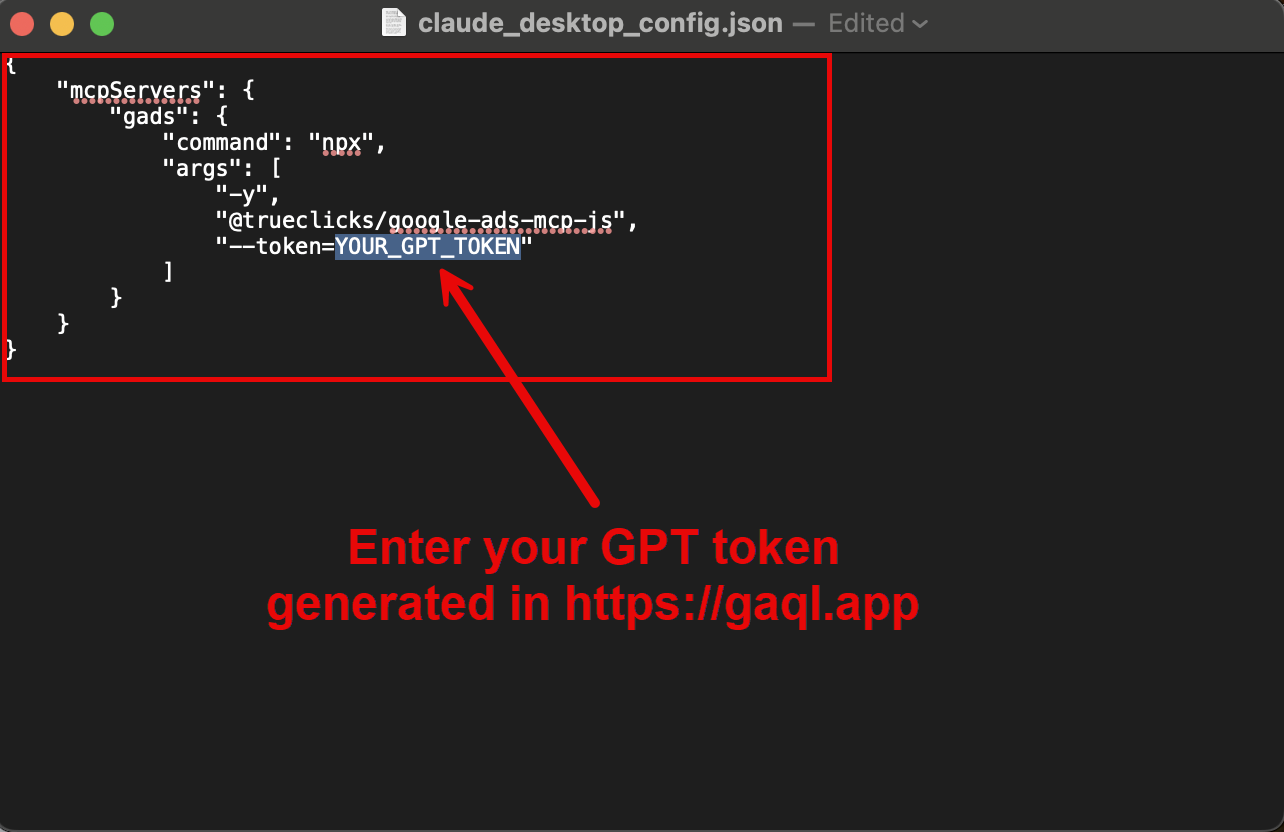 claude_desktop_config.json — Edited
{
    "mcpServers": {
        "gads": {
            "command": "npx",
            "args": [
                "-y",
                "@trueclicks/google-ads-mcp-js",
                "--token=YOUR_GPT_TOKEN"
            ]
        }
    }
}
Enter your GPT token
generated in https://gaql.app